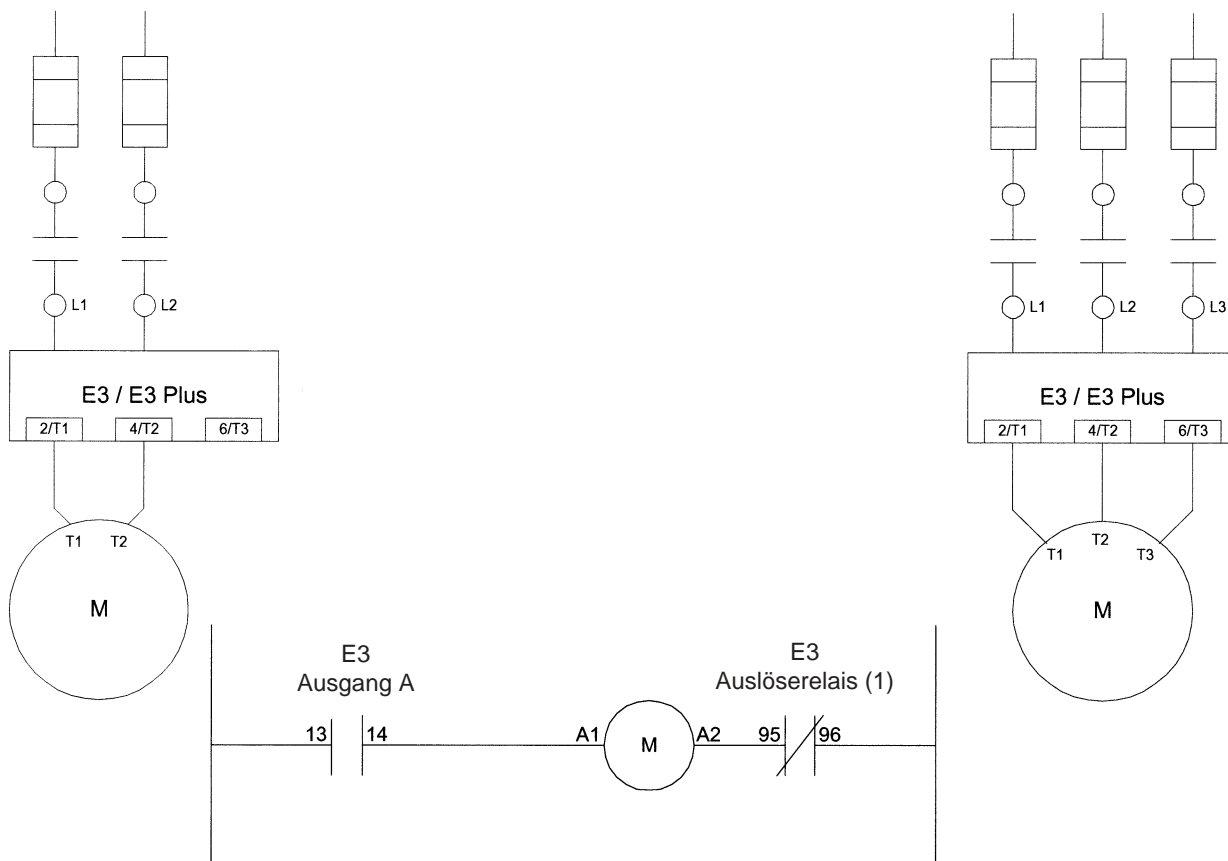 L1 L2
E3 / E3 Plus
2/T1 4/T2 6/T3
T1 T2
M
L1 L2 L3
E3 / E3 Plus
2/T1 4/T2 6/T3
T1 T2 T3
M
E3
Ausgang A
E3
Auslöserelais (1)
13 14 A1 M A2 95 96